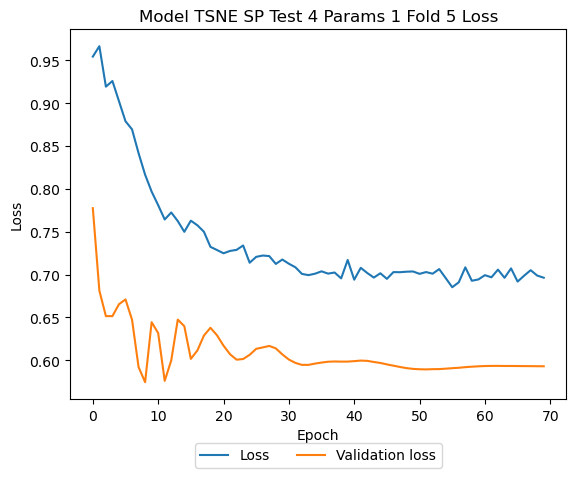 Model TSNE SP Test 4 Params 1 Fold 5 Loss
0.95
0.90
0.85
0.80
0.75
0.70
0.65
0.60
Loss
0 10 20 30 40 50 60 70
Epoch
Loss Validation loss